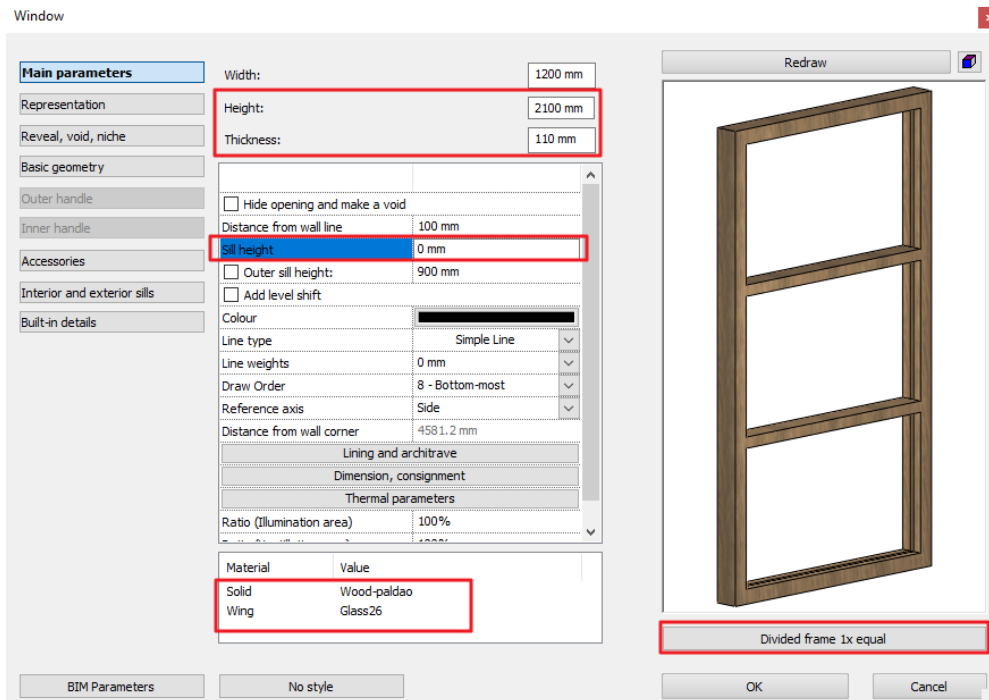 Window
Main parameters
Representation
Reveal, void, niche
Basic geometry
Outer handle
Inner handle
Accessories
Interior and exterior sills
Built-in details
BIM Parameters
Width: 1200 mm
Height: 2100 mm
Thickness: 110 mm
Hide opening and make a void
Distance from wall line 100 mm
Sill height 0 mm
Outer sill height: 900 mm
Add level shift
Colour
Line type Simple Line
Line weights 0 mm
Draw Order 8 - Bottom-most
Reference axis Side
Distance from wall corner 4581.2 mm
Lining and architrave
Dimension, consignment
Thermal parameters
Ratio (Illumination area) 100%
Material Value
Solid Wood-paldao
Wing Glass26
No style
Redraw
Divided frame 1x equal
OK Cancel